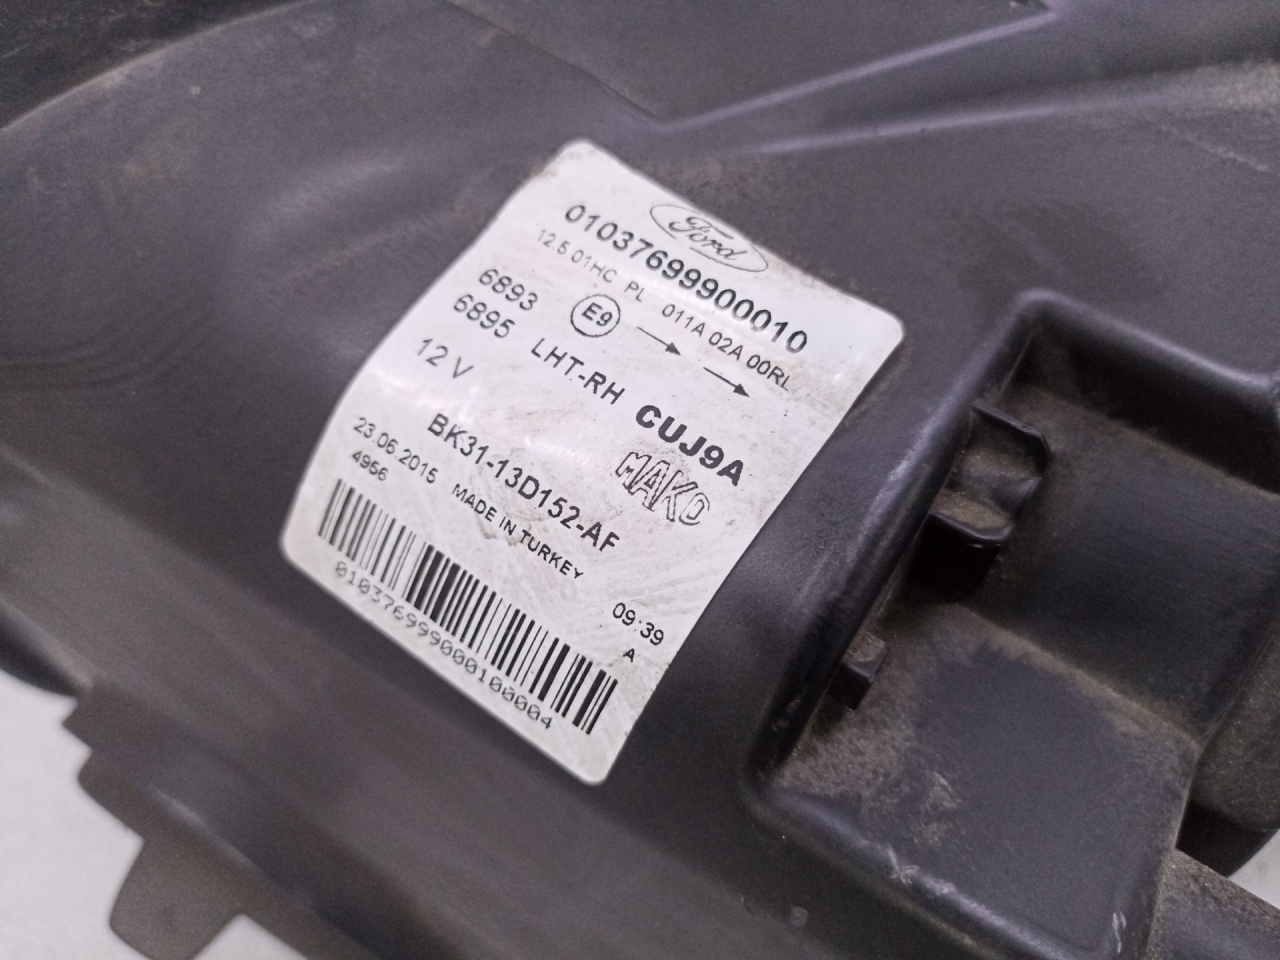 Ford
01037699900010
12.5 01HC PL 011A 02A 00RL
6893 E9
6895 LHT-RH CUJ9A
12 V MAKO
BK31-13D152-AF
23.06.2015 MADE IN TURKEY
4956 09:39
A
010376999000100004